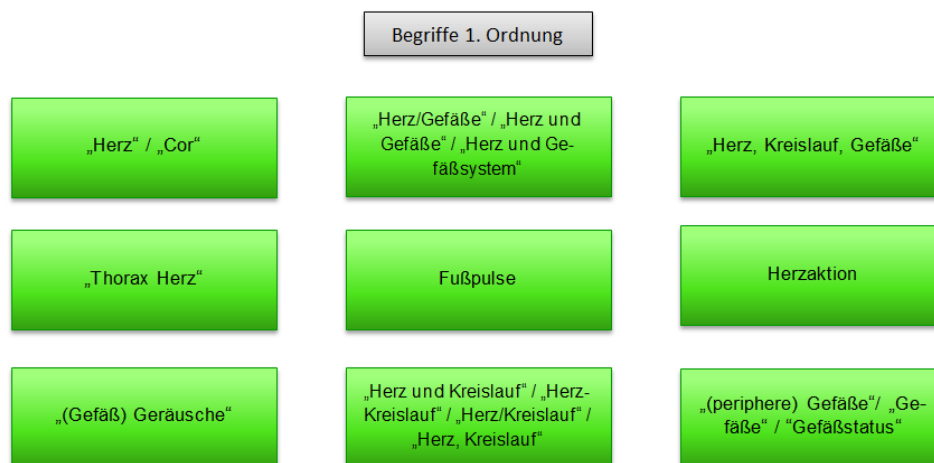 Begriffe 1. Ordnung
„Herz“ / „Cor“
„Herz/Gefäße“ / „Herz und
Gefäße“ / „Herz und Ge-
fäßsystem“
„Herz, Kreislauf, Gefäße“
„Thorax Herz“
Fußpulse
Herzaktion
„(Gefäß) Geräusche“
„Herz und Kreislauf“ / „Herz-
Kreislauf“ / „Herz/Kreislauf“ /
„Herz, Kreislauf“
„(periphere) Gefäße“/ „Ge-
fäße“ / “Gefäßstatus“